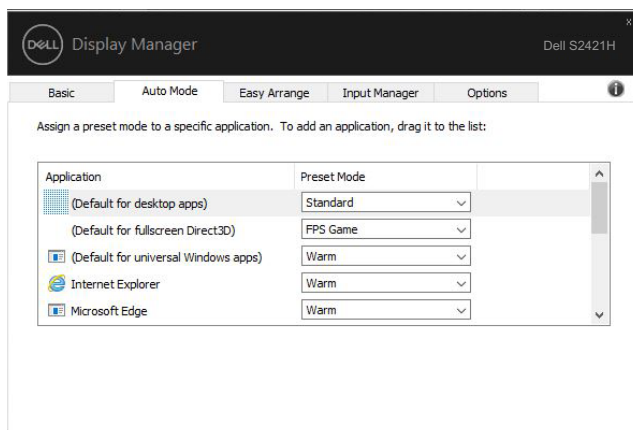 DELL Display Manager Dell S2421H
Basic Auto Mode Easy Arrange Input Manager Options
Assign a preset mode to a specific application. To add an application, drag it to the list:
Application Preset Mode
(Default for desktop apps) Standard
(Default for fullscreen Direct3D) FPS Game
(Default for universal Windows apps) Warm
Internet Explorer Warm
Microsoft Edge Warm